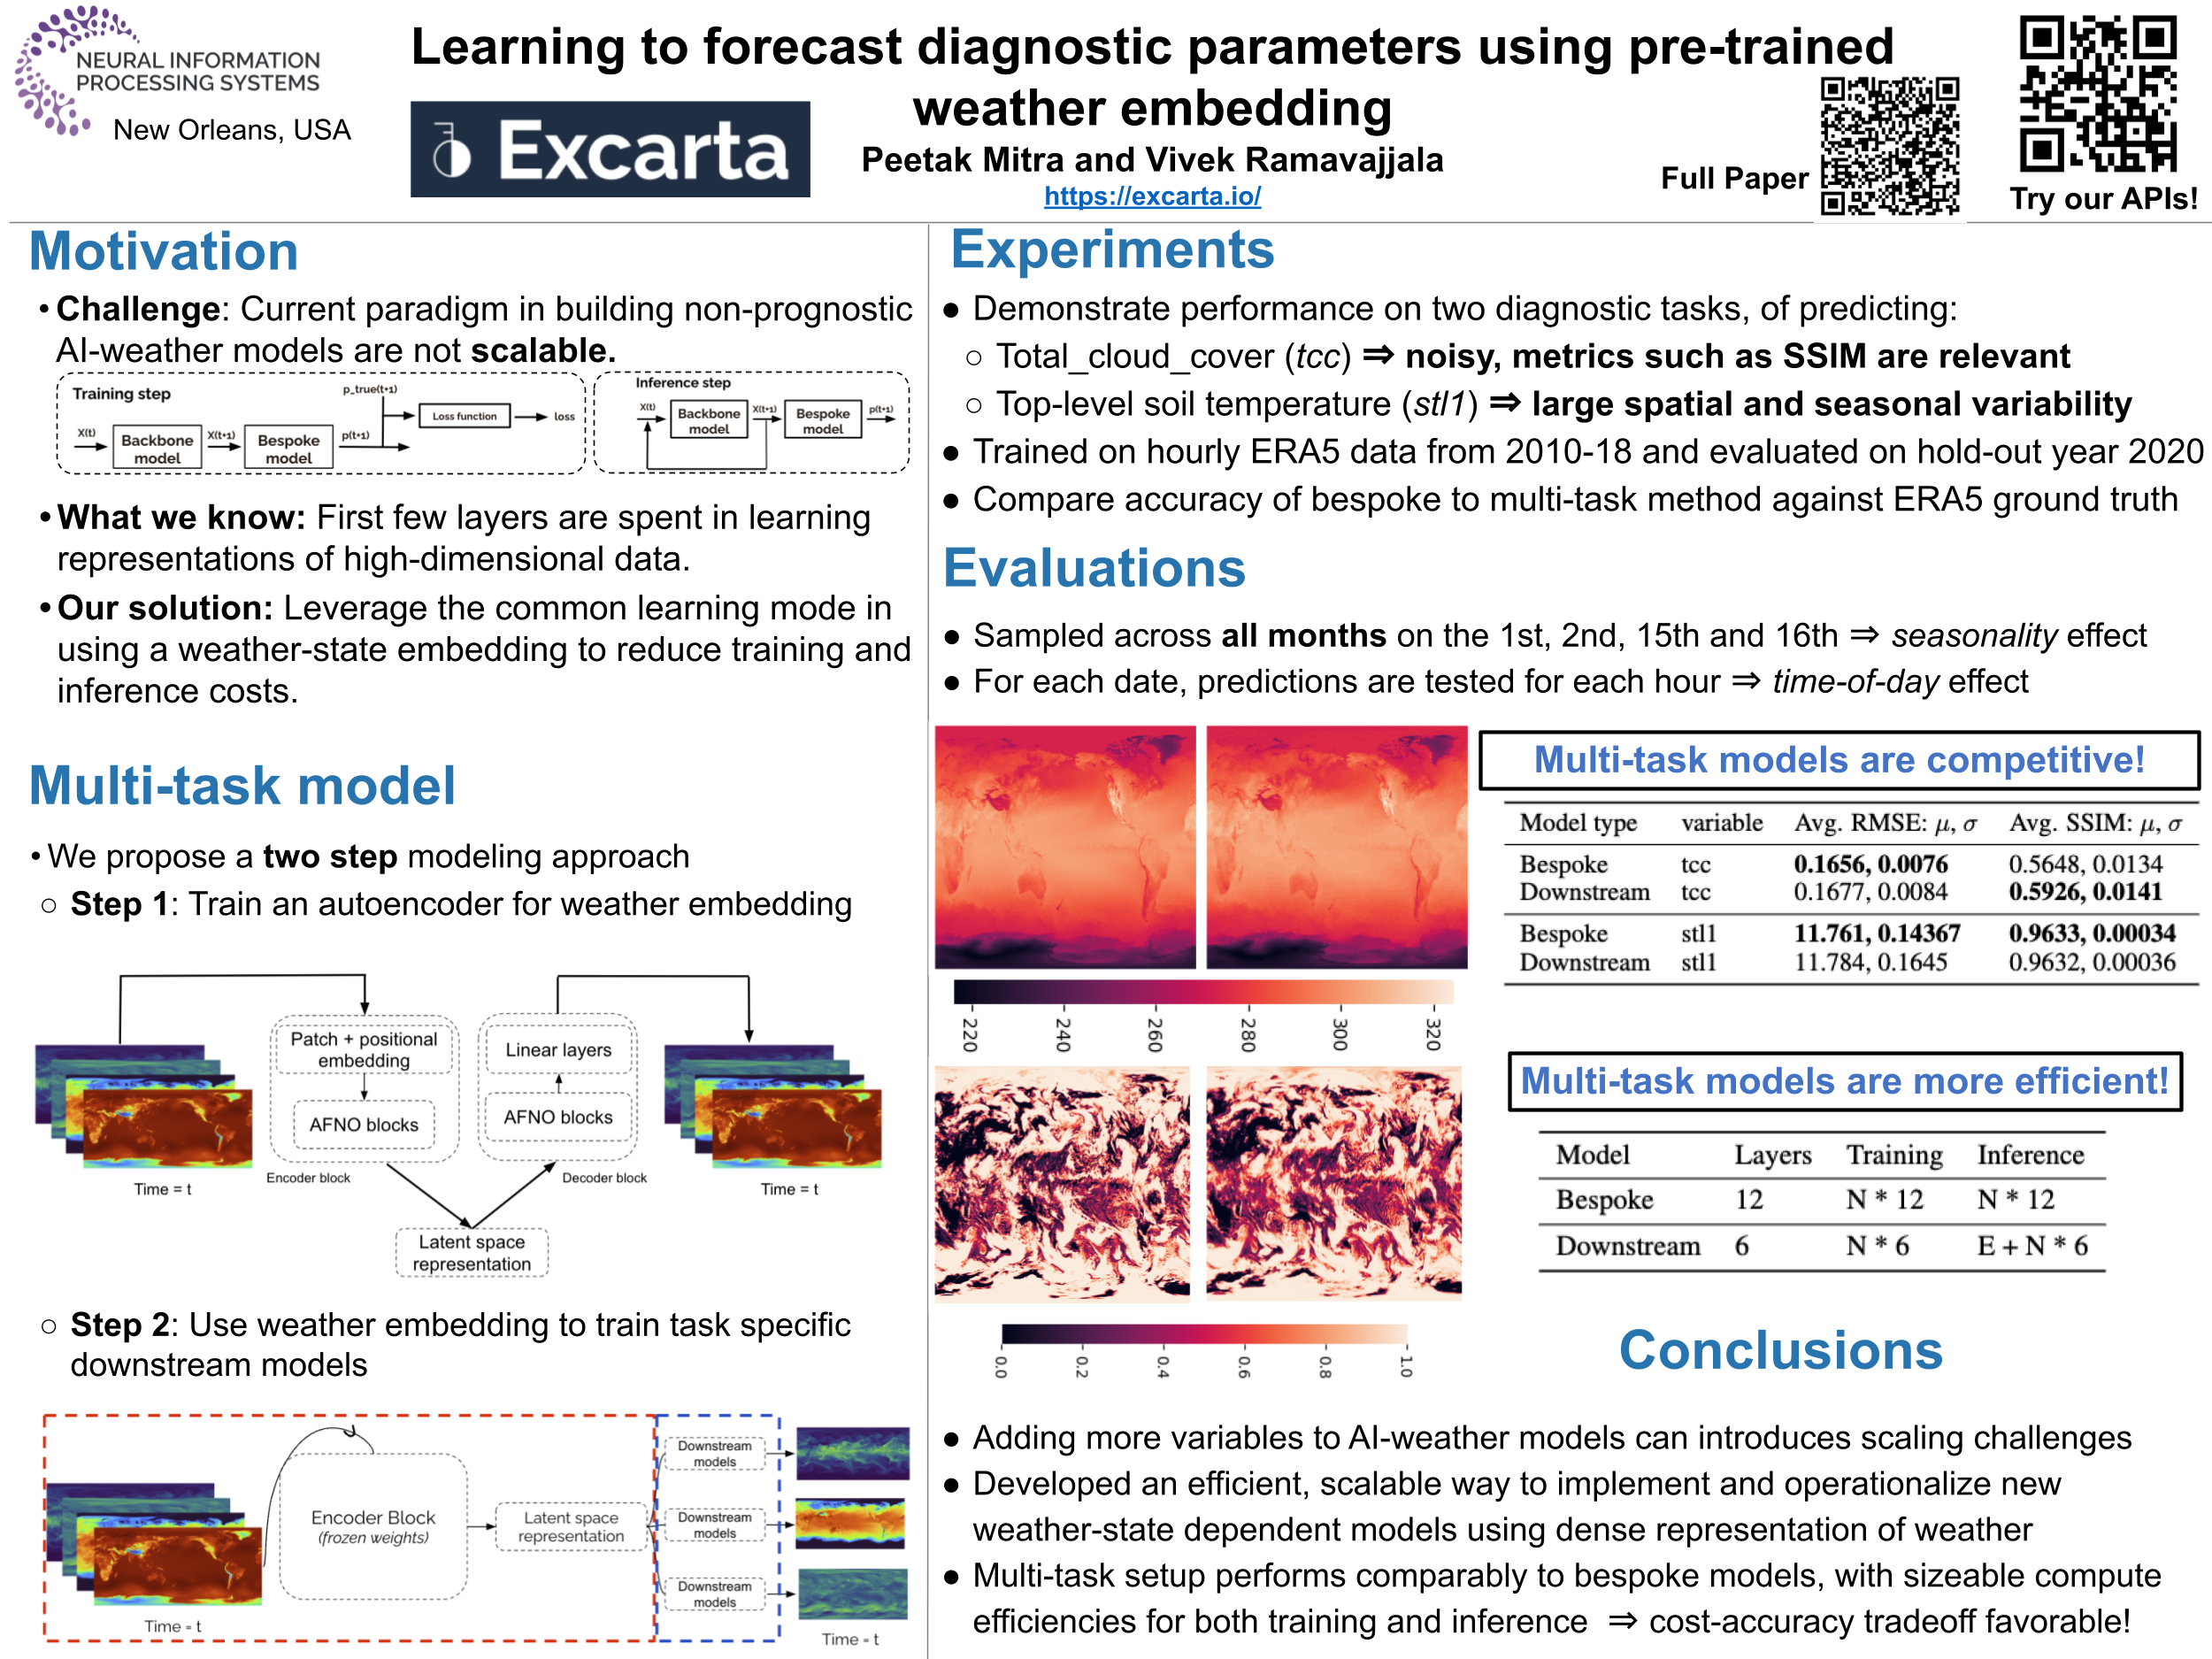 NEURAL INFORMATION
PROCESSING SYSTEMS
New Orleans, USA
Learning to forecast diagnostic parameters using pre-trained
weather embedding
Excarta
Peetak Mitra and Vivek Ramavajjala
https://excarta.io/
Full Paper
Try our APIs!
Motivation
• Challenge: Current paradigm in building non-prognostic
AI-weather models are not scalable.
Training step
p_true(t+1)
Loss function
loss
X(t)
Backbone
model
X(t+1)
Bespoke
model
p(t+1)
Inference step
X(t)
Backbone
model
X(t+1)
Bespoke
model
p(t+1)
• What we know: First few layers are spent in learning
representations of high-dimensional data.
• Our solution: Leverage the common learning mode in
using a weather-state embedding to reduce training and
inference costs.
Multi-task model
• We propose a two step modeling approach
○ Step 1: Train an autoencoder for weather embedding
Patch + positional
embedding
AFNO blocks
Encoder block
Linear layers
AFNO blocks
Decoder block
Time = t
Time = t
Latent space
representation
○ Step 2: Use weather embedding to train task specific
downstream models
Encoder Block
(frozen weights)
Latent space
representation
Downstream
models
Downstream
models
Downstream
models
Time = t
Time = t
Experiments
● Demonstrate performance on two diagnostic tasks, of predicting:
○ Total_cloud_cover (tcc) ⇒ noisy, metrics such as SSIM are relevant
○ Top-level soil temperature (stl1) ⇒ large spatial and seasonal variability
● Trained on hourly ERA5 data from 2010-18 and evaluated on hold-out year 2020
● Compare accuracy of bespoke to multi-task method against ERA5 ground truth
Evaluations
● Sampled across all months on the 1st, 2nd, 15th and 16th ⇒ seasonality effect
● For each date, predictions are tested for each hour ⇒ time-of-day effect
220 240 260 280 300 320
0.0 0.2 0.4 0.6 0.8 1.0
Multi-task models are competitive!
Model type variable Avg. RMSE: μ, σ Avg. SSIM: μ, σ
Bespoke tcc 0.1656, 0.0076 0.5648, 0.0134
Downstream tcc 0.1677, 0.0084 0.5926, 0.0141
Bespoke stl1 11.761, 0.14367 0.9633, 0.00034
Downstream stl1 11.784, 0.1645 0.9632, 0.00036
Multi-task models are more efficient!
Model Layers Training Inference
Bespoke 12 N * 12 N * 12
Downstream 6 N * 6 E + N * 6
Conclusions
● Adding more variables to AI-weather models can introduces scaling challenges
● Developed an efficient, scalable way to implement and operationalize new
weather-state dependent models using dense representation of weather
● Multi-task setup performs comparably to bespoke models, with sizeable compute
efficiencies for both training and inference ⇒ cost-accuracy tradeoff favorable!